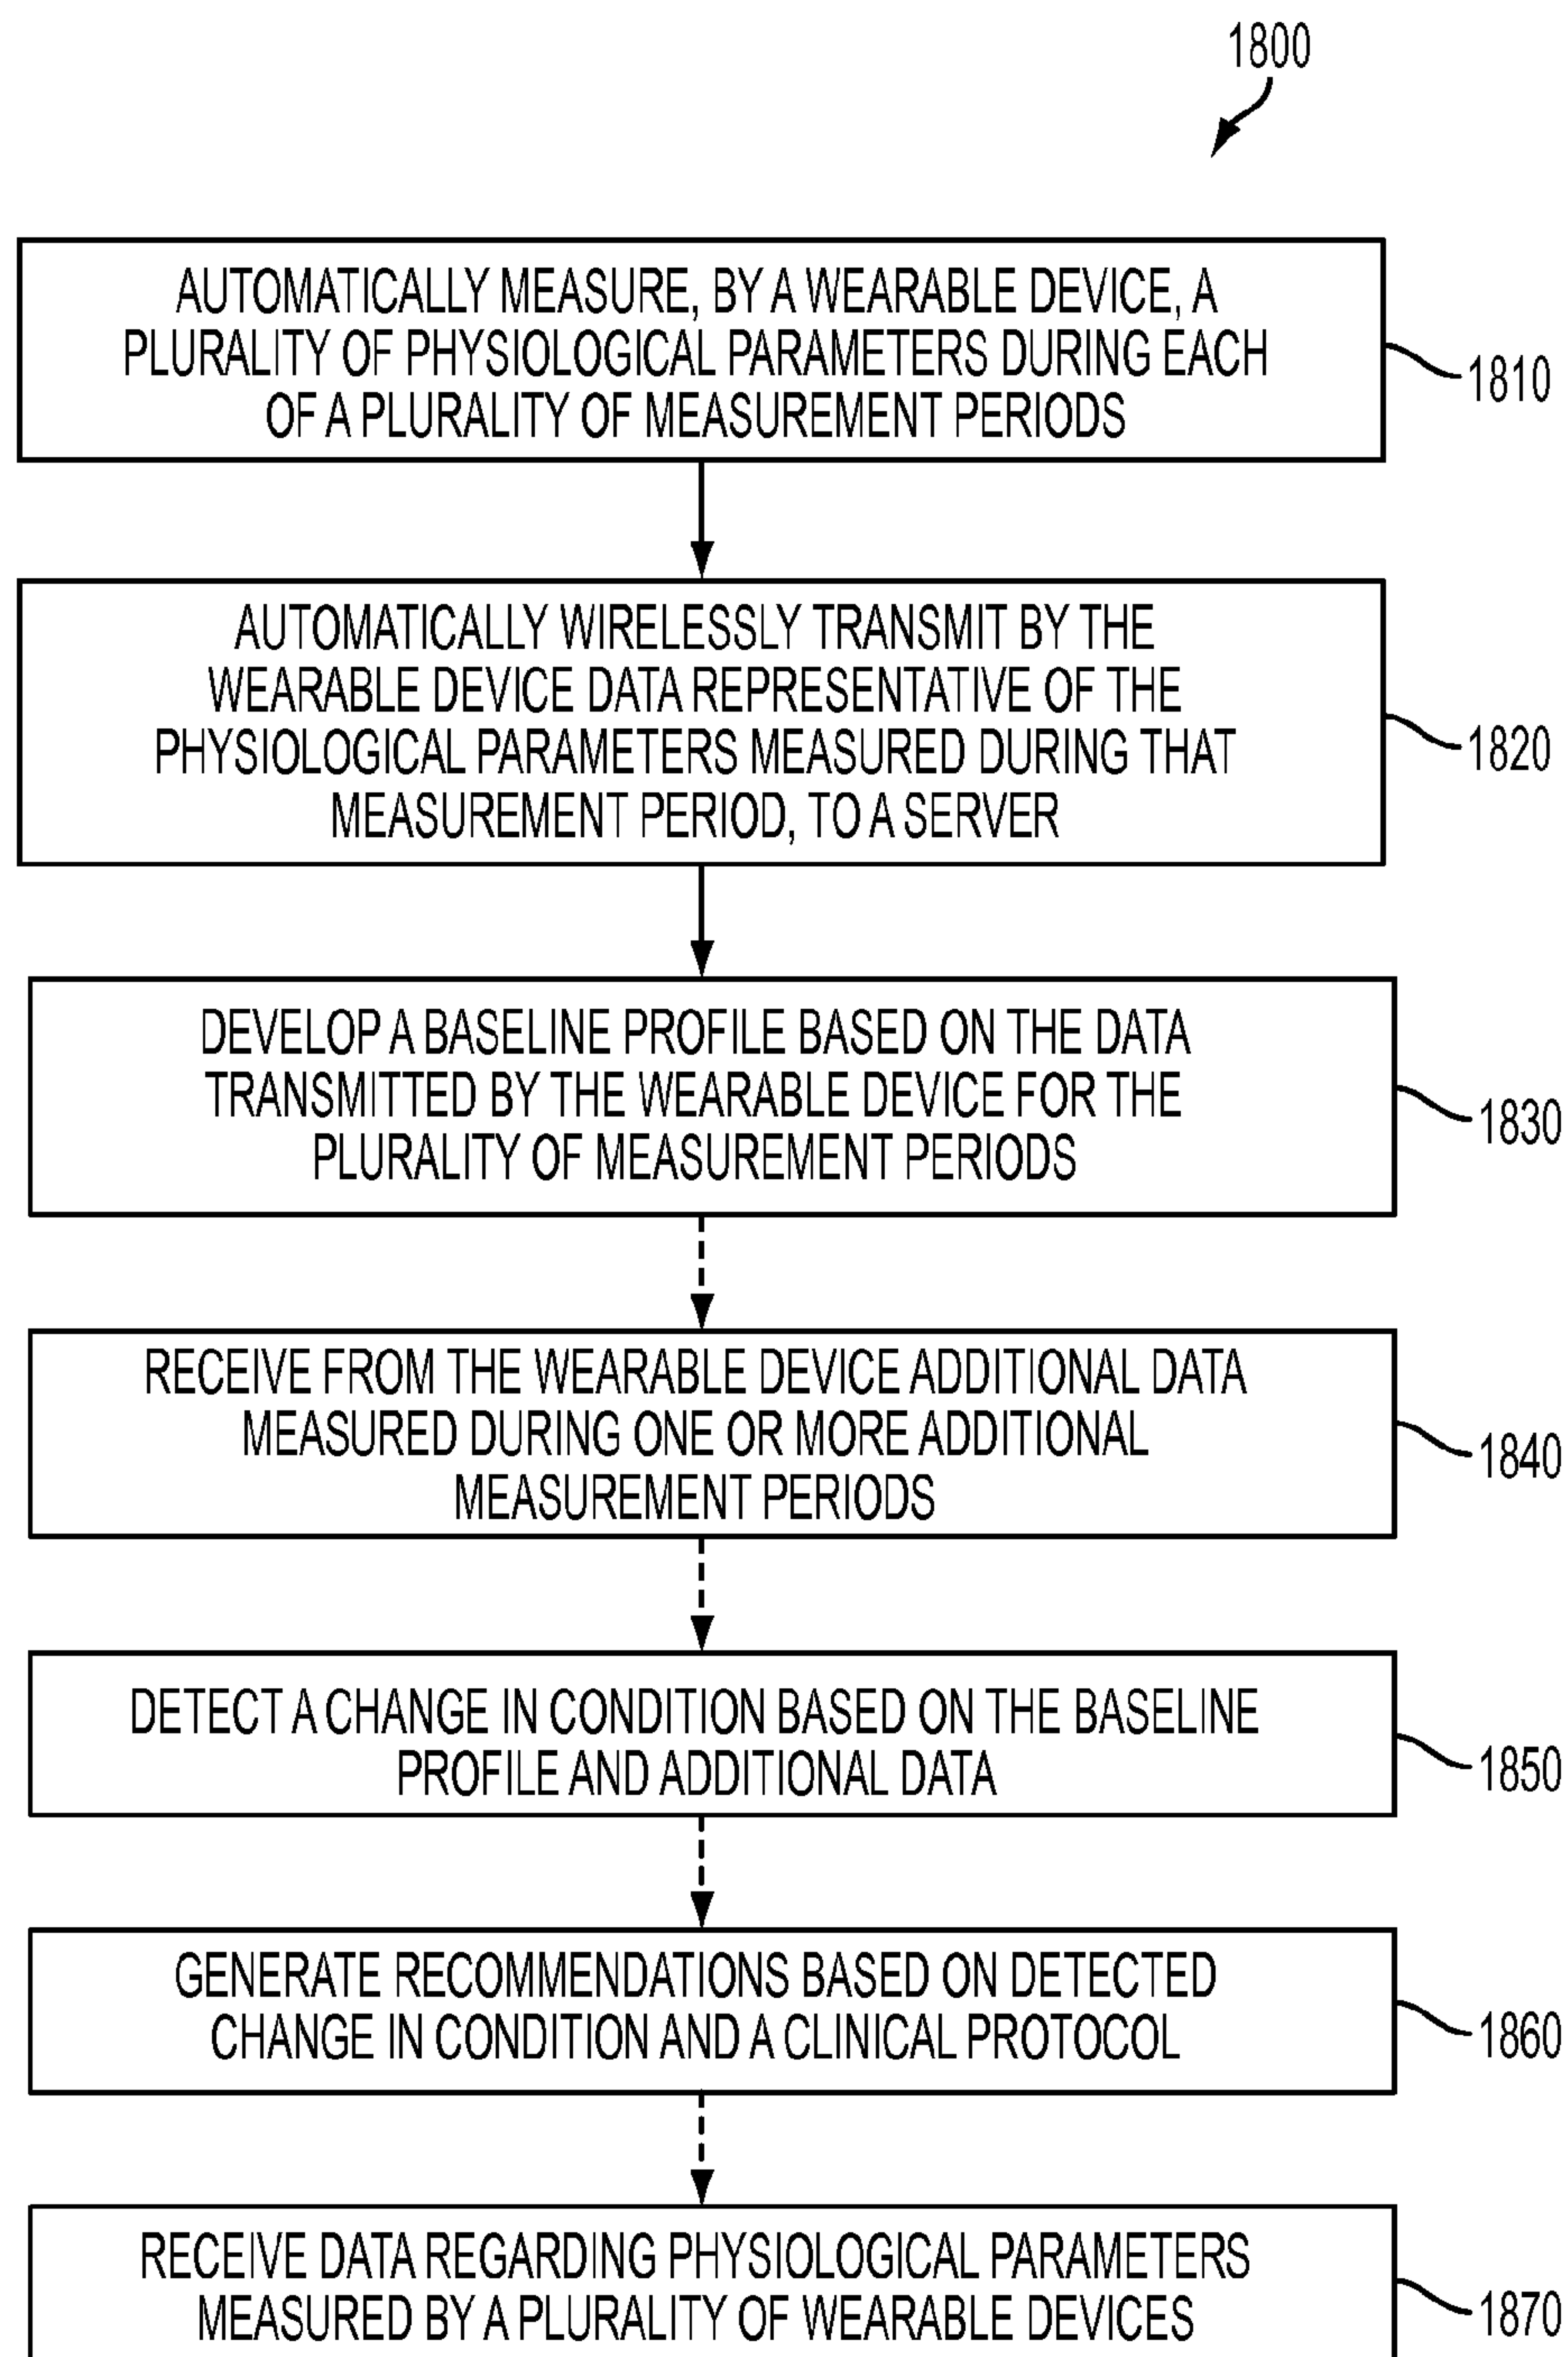 1800
AUTOMATICALLY MEASURE, BY A WEARABLE DEVICE, A
PLURALITY OF PHYSIOLOGICAL PARAMETERS DURING EACH
OF A PLURALITY OF MEASUREMENT PERIODS
1810
AUTOMATICALLY WIRELESSLY TRANSMIT BY THE
WEARABLE DEVICE DATA REPRESENTATIVE OF THE
PHYSIOLOGICAL PARAMETERS MEASURED DURING THAT
MEASUREMENT PERIOD, TO A SERVER
1820
DEVELOP A BASELINE PROFILE BASED ON THE DATA
TRANSMITTED BY THE WEARABLE DEVICE FOR THE
PLURALITY OF MEASUREMENT PERIODS
1830
RECEIVE FROM THE WEARABLE DEVICE ADDITIONAL DATA
MEASURED DURING ONE OR MORE ADDITIONAL
MEASUREMENT PERIODS
1840
DETECT A CHANGE IN CONDITION BASED ON THE BASELINE
PROFILE AND ADDITIONAL DATA
1850
GENERATE RECOMMENDATIONS BASED ON DETECTED
CHANGE IN CONDITION AND A CLINICAL PROTOCOL
1860
RECEIVE DATA REGARDING PHYSIOLOGICAL PARAMETERS
MEASURED BY A PLURALITY OF WEARABLE DEVICES
1870